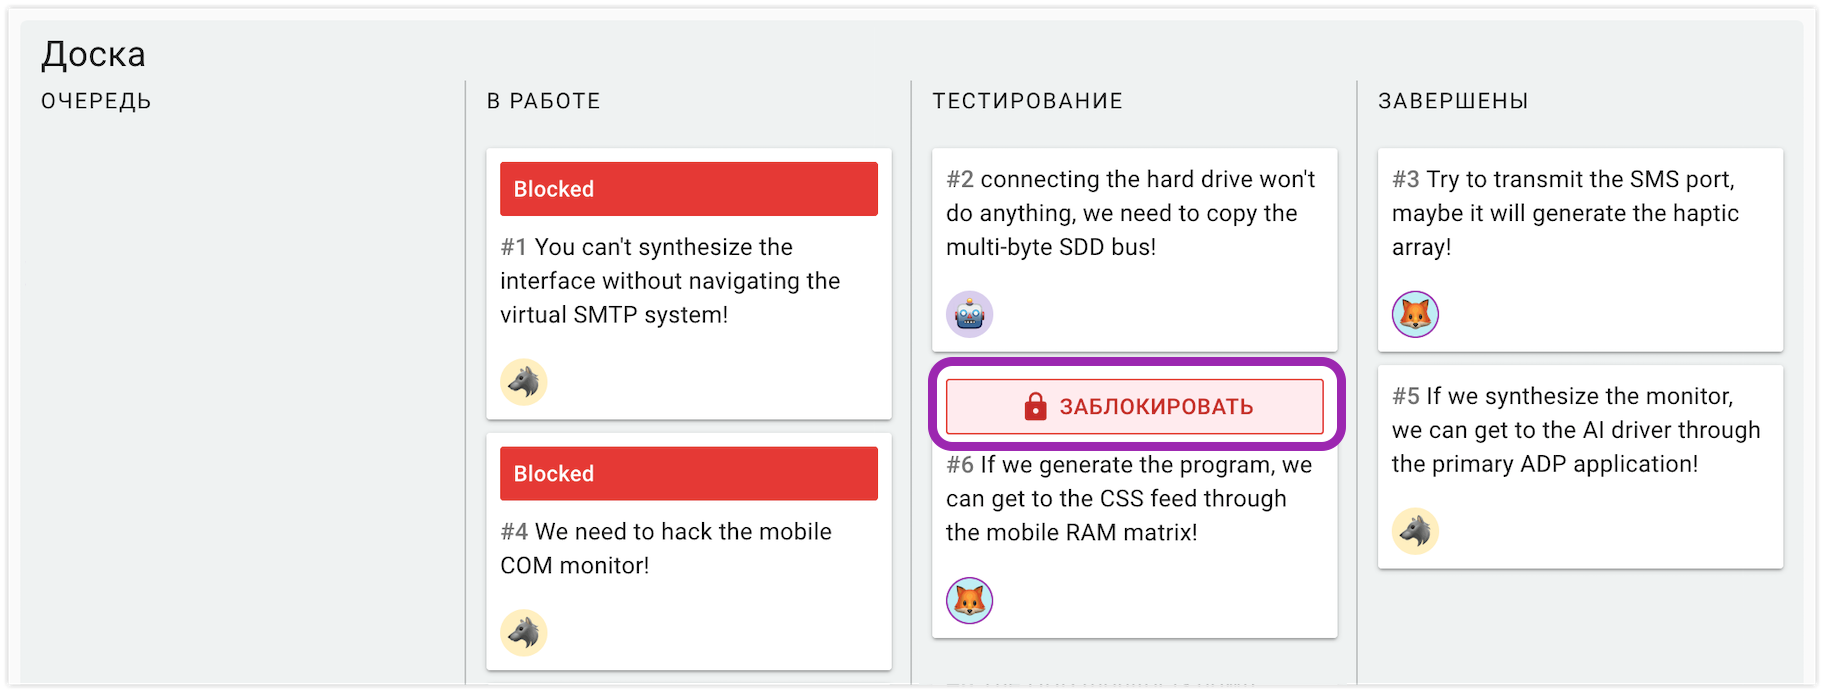 Доска
ОЧЕРЕДЬ
В РАБОТЕ
Blocked
#1 You can't synthesize the
interface without navigating the
virtual SMTP system!
Blocked
#4 We need to hack the mobile
COM monitor!
ТЕСТИРОВАНИЕ
#2 connecting the hard drive won't
do anything, we need to copy the
multi-byte SDD bus!
ЗАБЛОКИРОВАТЬ
#6 If we generate the program, we
can get to the CSS feed through
the mobile RAM matrix!
ЗАВЕРШЕНЫ
#3 Try to transmit the SMS port,
maybe it will generate the haptic
array!
#5 If we synthesize the monitor,
we can get to the AI driver through
the primary ADP application!